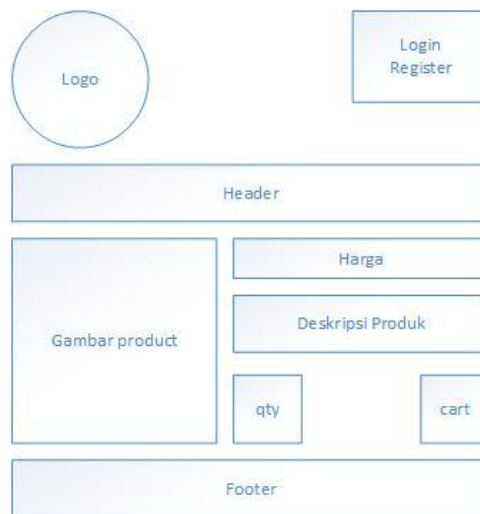 Logo
Login
Register
Header
Gambar product
Harga
Deskripsi Produk
qty
cart
Footer